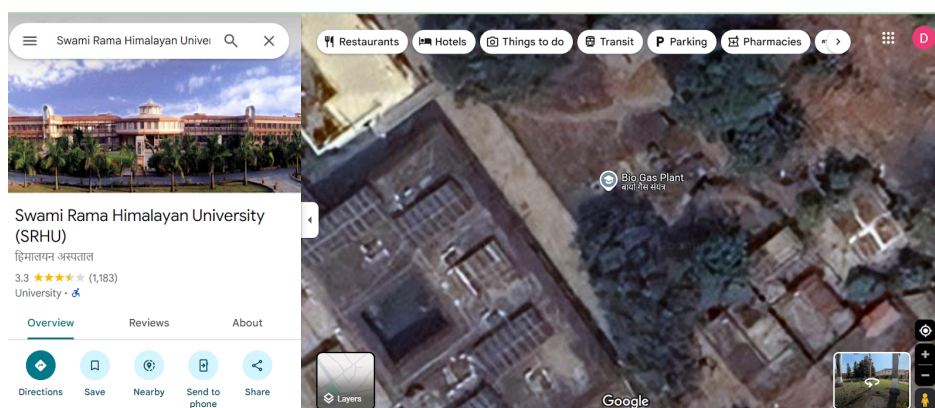 Swami Rama Himalayan Univer
Restaurants
Hotels
Things to do
Transit
P Parking
Pharmacies
D
Bio Gas Plant
बायो गैस संयंत्र
Swami Rama Himalayan University
(SRHU)
हिमालयन अस्पताल
3.3 (1,183)
University ·
Overview
Reviews
About
Directions
Save
Nearby
Send to
phone
Share
Layers
Google